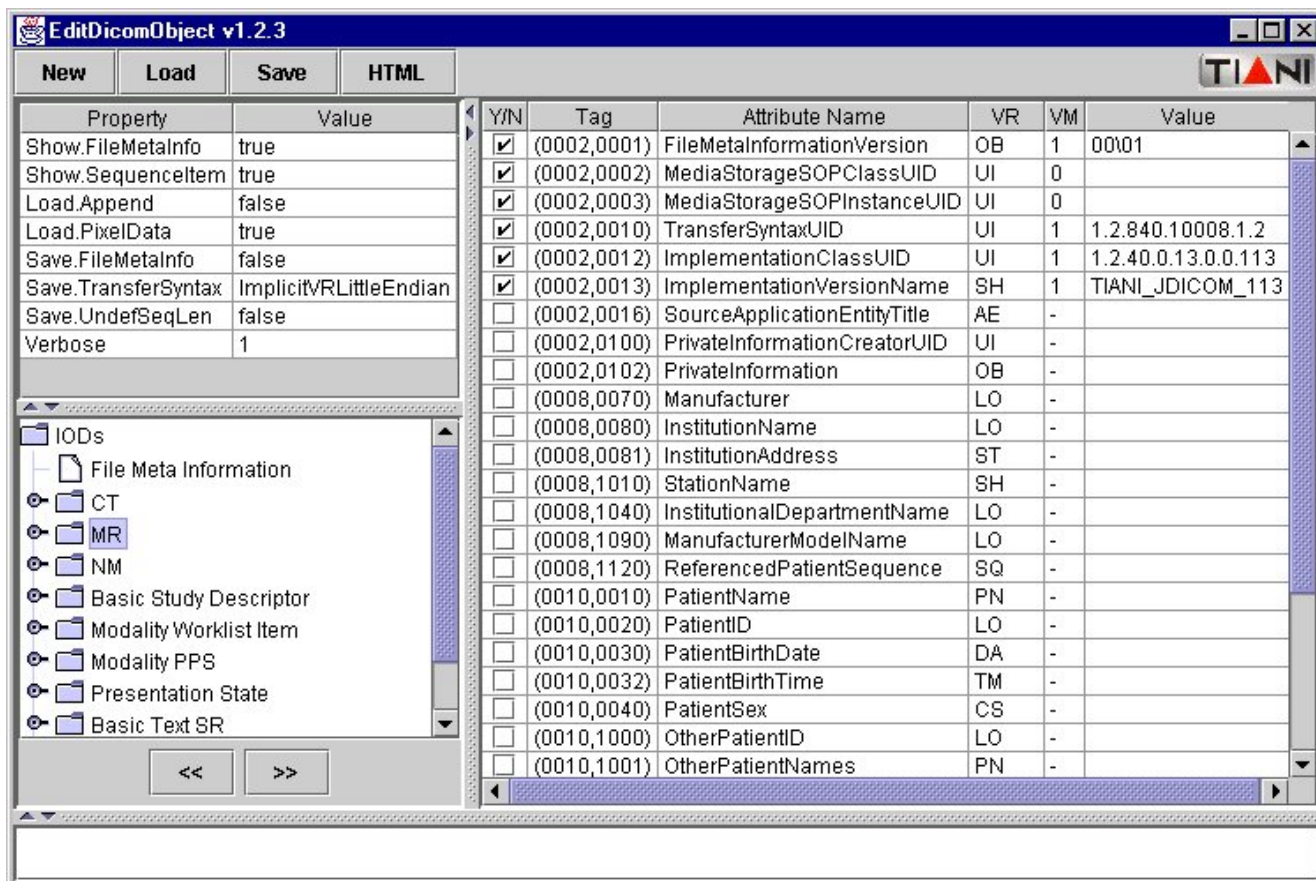 EditDicomObject v1.2.3
New Load Save HTML
TIANI
Property Value
Show.FileMetaInfo true
Show.SequenceItem true
Load.Append false
Load.PixelData true
Save.FileMetaInfo false
Save.TransferSyntax ImplicitVRLittleEndian
Save.UndefSeqLen false
Verbose 1
IODs
File Meta Information
CT
MR
NM
Basic Study Descriptor
Modality Worklist Item
Modality PPS
Presentation State
Basic Text SR
<< >>
Y/N Tag Attribute Name VR VM Value
(0002,0001) FileMetaInformationVersion OB 1 00\01
(0002,0002) MediaStorageSOPClassUID UI 0
(0002,0003) MediaStorageSOPInstanceUID UI 0
(0002,0010) TransferSyntaxUID UI 1 1.2.840.10008.1.2
(0002,0012) ImplementationClassUID UI 1 1.2.40.0.13.0.0.113
(0002,0013) ImplementationVersionName SH 1 TIANI_JDICOM_113
(0002,0016) SourceApplicationEntityTitle AE -
(0002,0100) PrivateInformationCreatorUID UI -
(0002,0102) PrivateInformation OB -
(0008,0070) Manufacturer LO -
(0008,0080) InstitutionName LO -
(0008,0081) InstitutionAddress ST -
(0008,1010) StationName SH -
(0008,1040) InstitutionalDepartmentName LO -
(0008,1090) ManufacturerModelName LO -
(0008,1120) ReferencedPatientSequence SQ -
(0010,0010) PatientName PN -
(0010,0020) PatientID LO -
(0010,0030) PatientBirthDate DA -
(0010,0032) PatientBirthTime TM -
(0010,0040) PatientSex CS -
(0010,1000) OtherPatientID LO -
(0010,1001) OtherPatientNames PN -